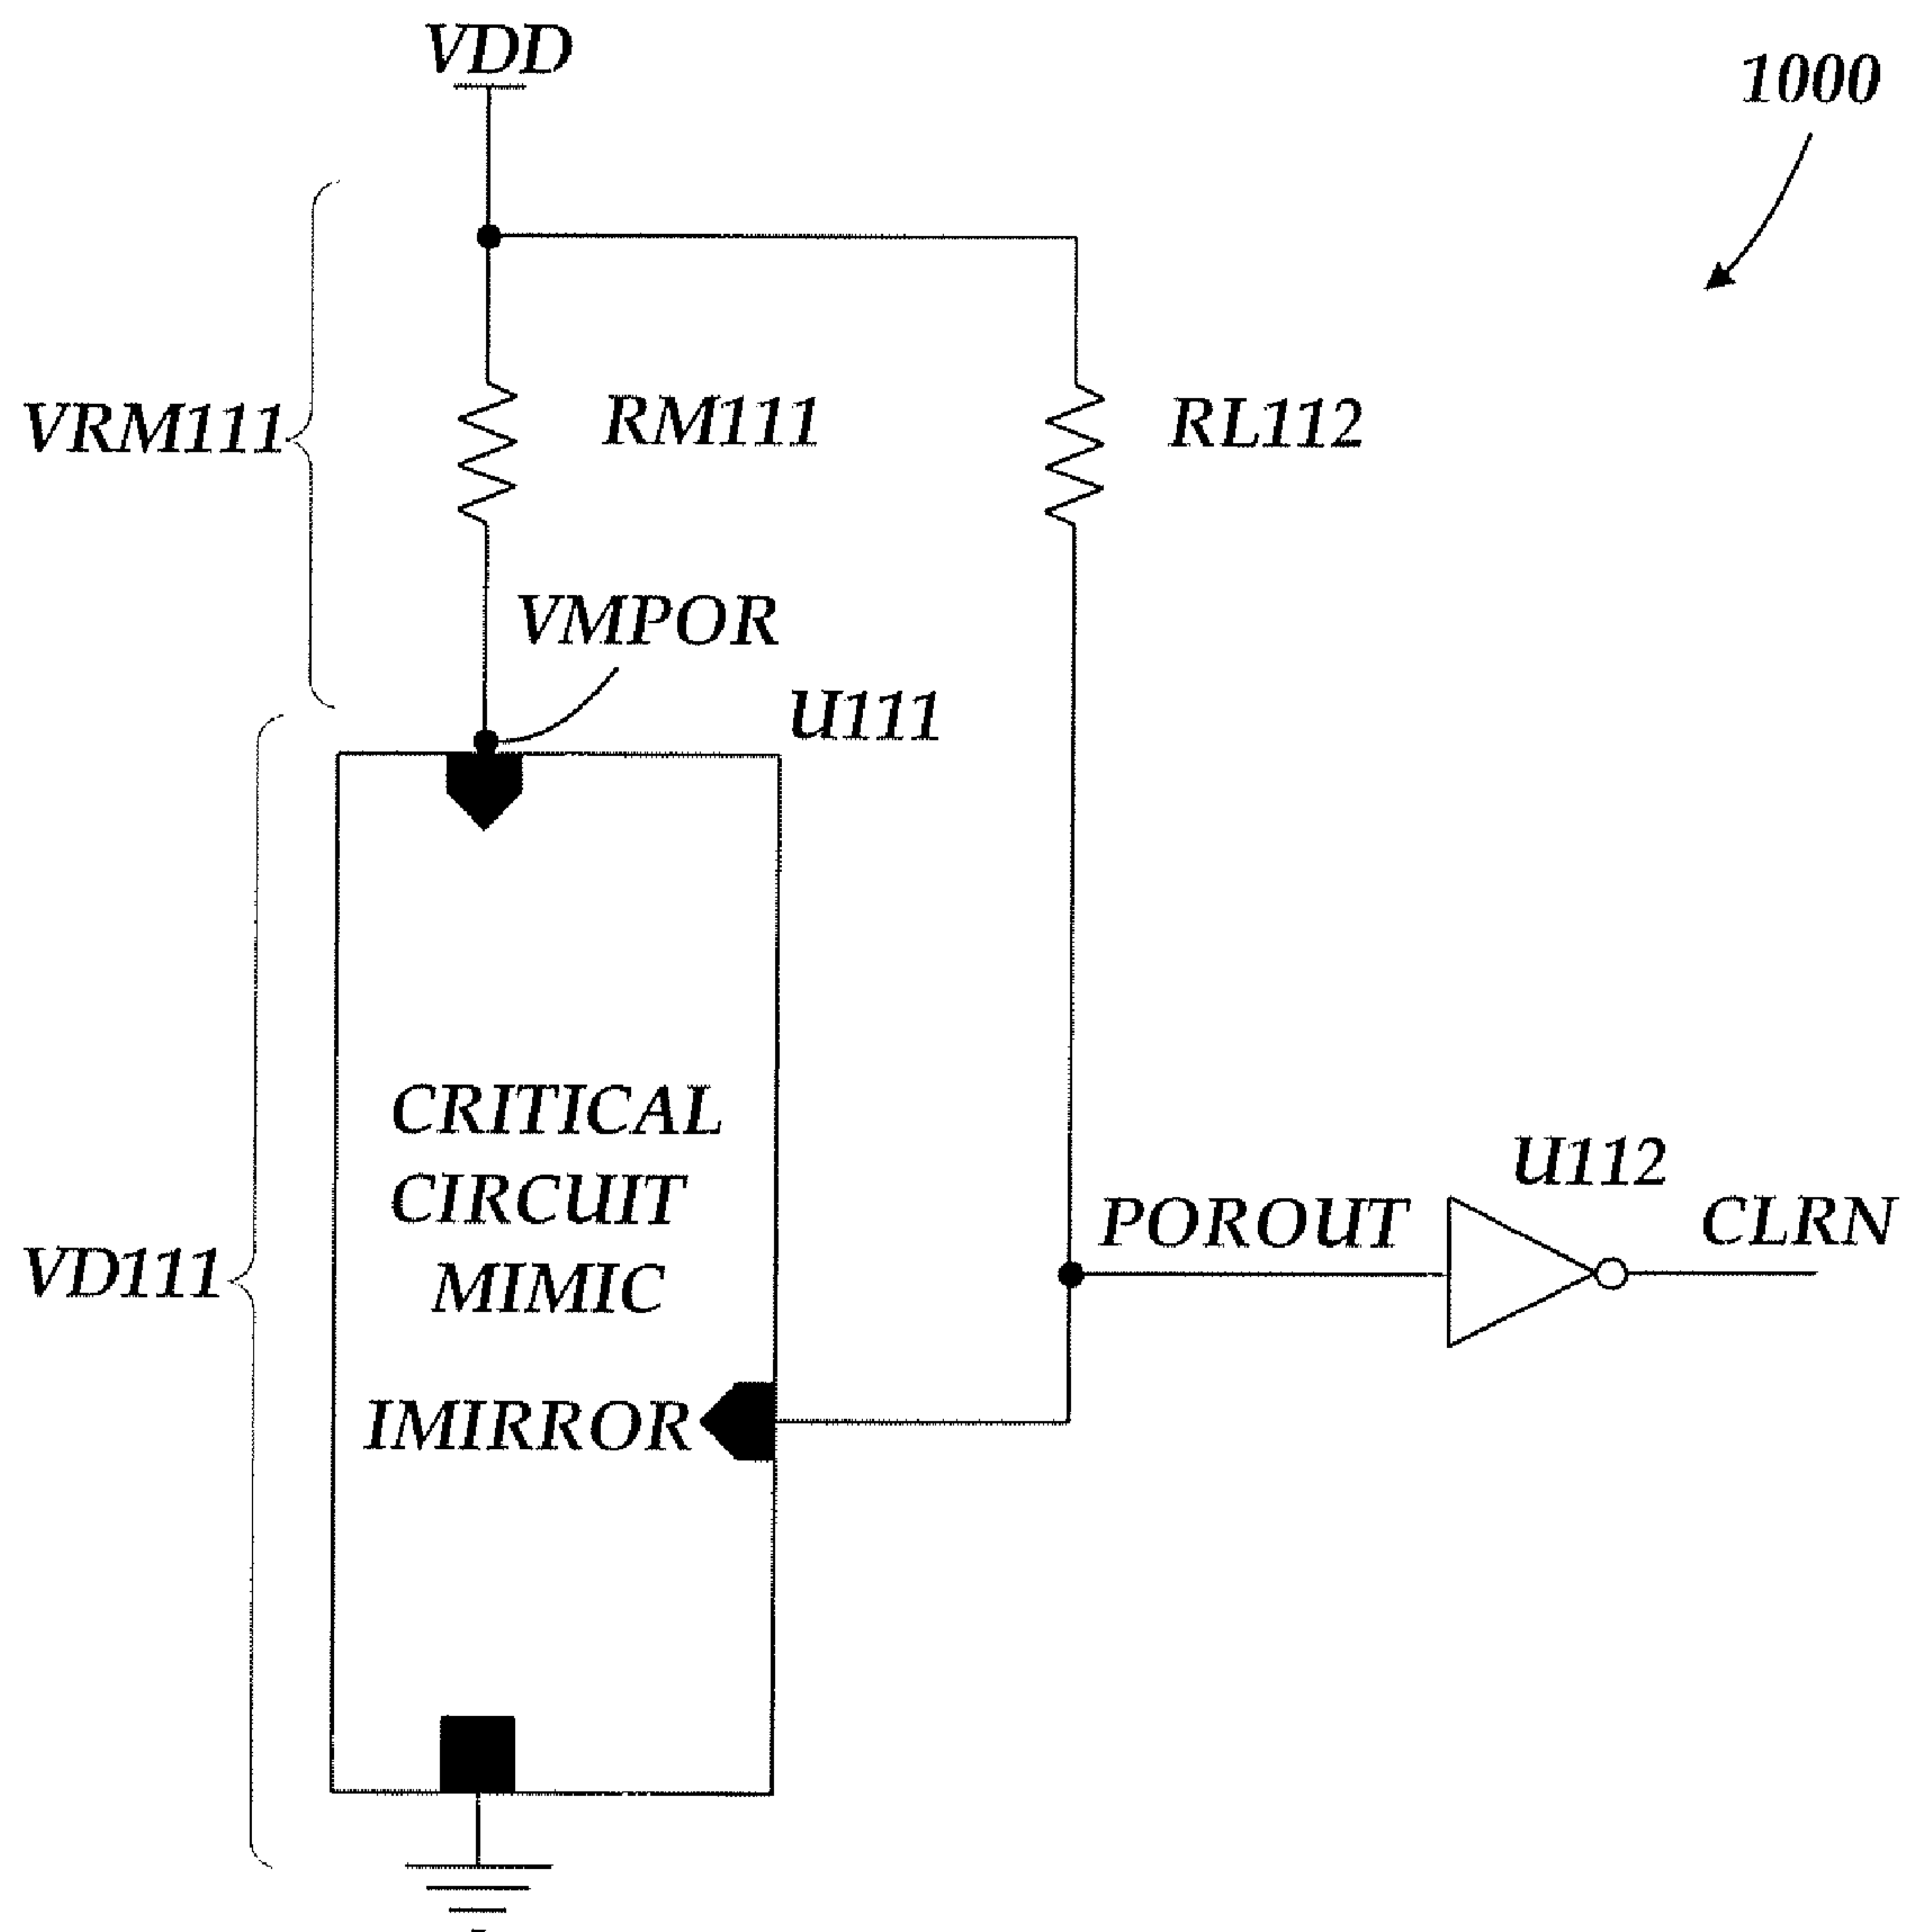 VDD
1000
VRM111
RM111
RL112
VMPOR
U111
CRITICAL
CIRCUIT
MIMIC
IMIRROR
VD111
U112
POROUT
CLRN